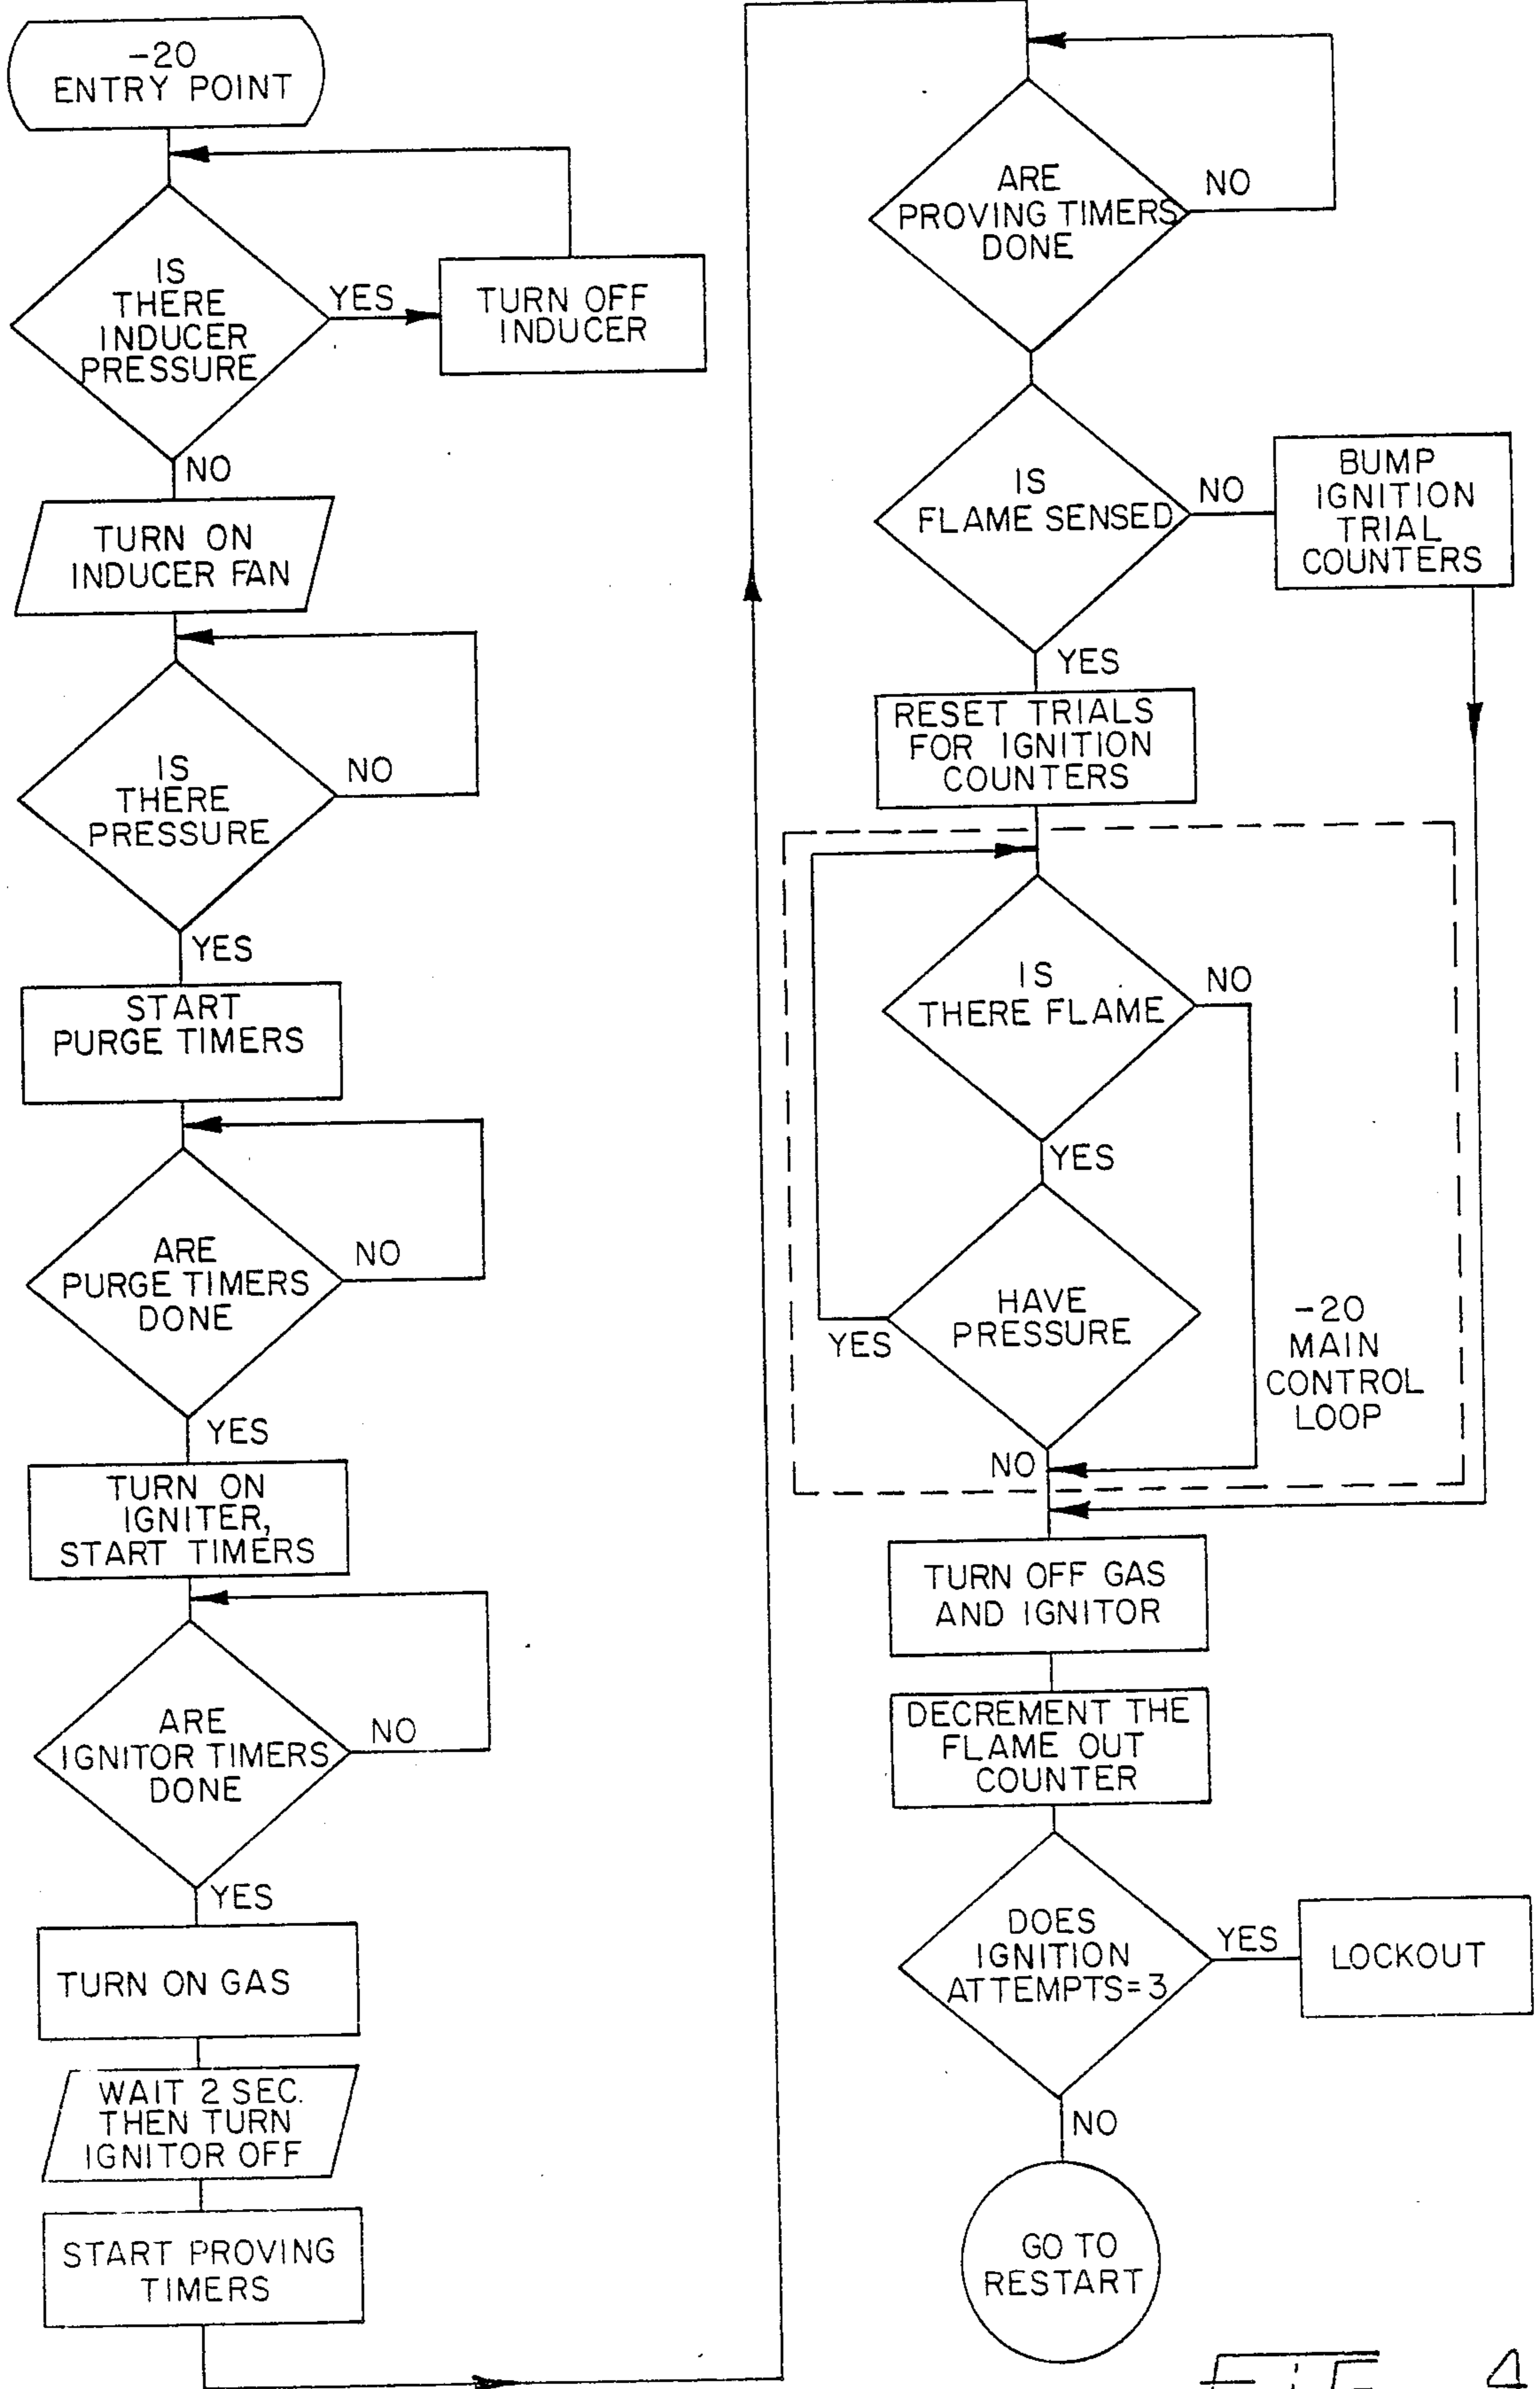 -20
ENTRY POINT
IS
THERE
INDUCER
PRESSURE
YES
TURN OFF
INDUCER
NO
TURN ON
INDUCER FAN
IS
THERE
PRESSURE
NO
YES
START
PURGE TIMERS
ARE
PURGE TIMERS
DONE
NO
YES
TURN ON
IGNITER,
START TIMERS
ARE
IGNITOR TIMERS
DONE
NO
YES
TURN ON GAS
WAIT 2 SEC.
THEN TURN
IGNITOR OFF
START PROVING
TIMERS
ARE
PROVING TIMERS
DONE
NO
IS
FLAME SENSED
NO
BUMP
IGNITION
TRIAL
COUNTERS
YES
RESET TRIALS
FOR IGNITION
COUNTERS
IS
THERE FLAME
NO
YES
HAVE
PRESSURE
YES
NO
-20
MAIN
CONTROL
LOOP
TURN OFF GAS
AND IGNITOR
DECREMENT THE
FLAME OUT
COUNTER
DOES
IGNITION
ATTEMPTS=3
YES
LOCKOUT
NO
GO TO
RESTART